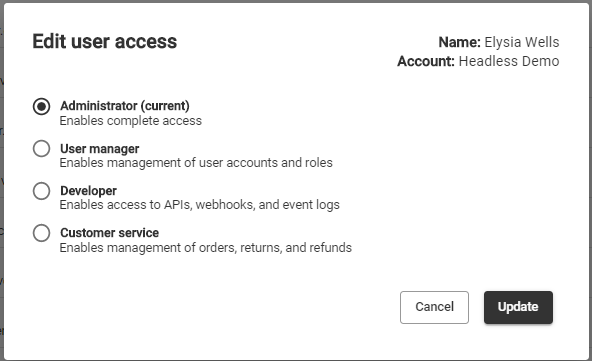 Edit user access
Name: Elysia Wells
Account: Headless Demo
Administrator (current)
Enables complete access
User manager
Enables management of user accounts and roles
Developer
Enables access to APIs, webhooks, and event logs
Customer service
Enables management of orders, returns, and refunds
Cancel
Update